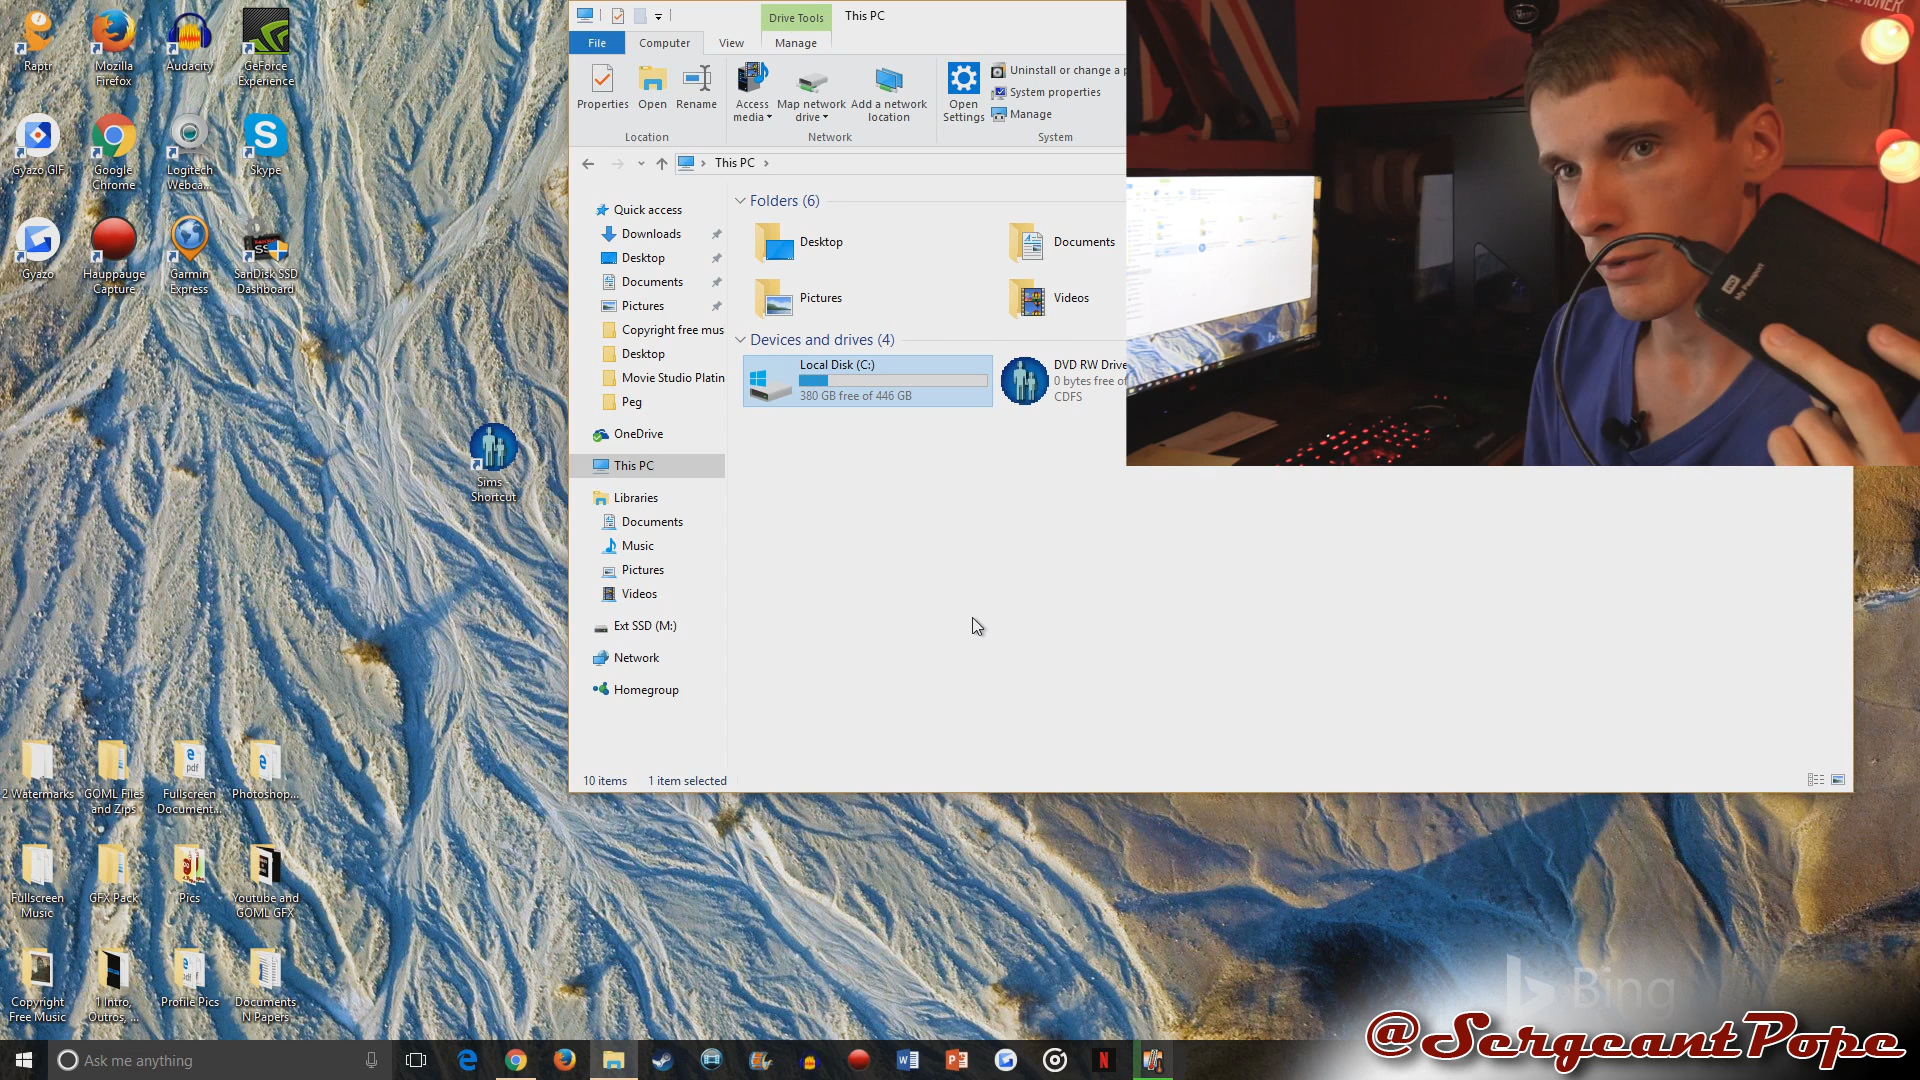 Raptr
Mozilla
Firefox
Audacity
GeForce
Experience
Gyazo GIF
Google
Chrome
Logitech
Webca...
Skype
Gyazo
Hauppauge
Capture
Garmin
Express
SanDisk SSD
Dashboard
Sims -
Shortcut
2 Watermarks
GOML Files
and Zips
Fullscreen
Document...
Photoshop...
Fullscreen
Music
GFX Pack
Pics
Youtube and
GOML GFX
Copyright
Free Music
1 Intro,
Outros, ...
Profile Pics
Documents
N Papers
Drive Tools
This PC
File
Computer
View
Manage
Properties
Open
Rename
Access
media
Map network
drive
Add a network
location
Open
Settings
Uninstall or change a p
System properties
Manage
Location
Network
System
This PC
Quick access
Downloads
Desktop
Documents
Pictures
Copyright free mus
Desktop
Movie Studio Platin
Peg
OneDrive
This PC
Libraries
Documents
Music
Pictures
Videos
Ext SSD (M:)
Network
Homegroup
Folders (6)
Desktop
Documents
Pictures
Videos
Devices and drives (4)
Local Disk (C:)
380 GB free of 446 GB
DVD RW Drive
0 bytes free of
CDFS
10 items
1 item selected
WD
My Passport
Bing
@SergeantPope
Ask me anything